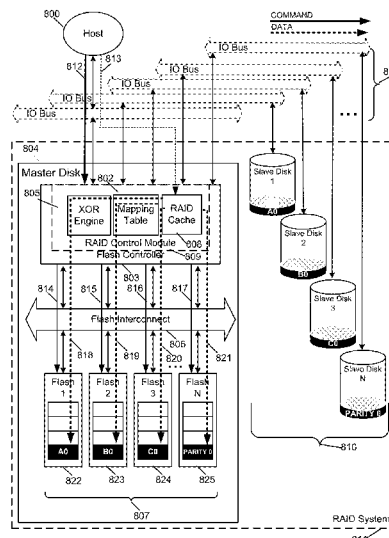 800
COMMAND
DATA
Host
812
813
IO Bus
IO Bus
IO Bus
IO Bus
8
804
Master Disk
802
805
XOR Engine
Mapping Table
RAID Cache
808
RAID Control Module
809
Flash Controller
803
814
815
816
817
Flash Interconnect
806
818
819
820
821
Flash 1
Flash 2
Flash 3
Flash N
A0
B0
C0
PARITY 0
822
823
824
825
807
Slave Disk 1
A0
Slave Disk 2
B0
Slave Disk 3
C0
Slave Disk N
PARITY 0
810
RAID System